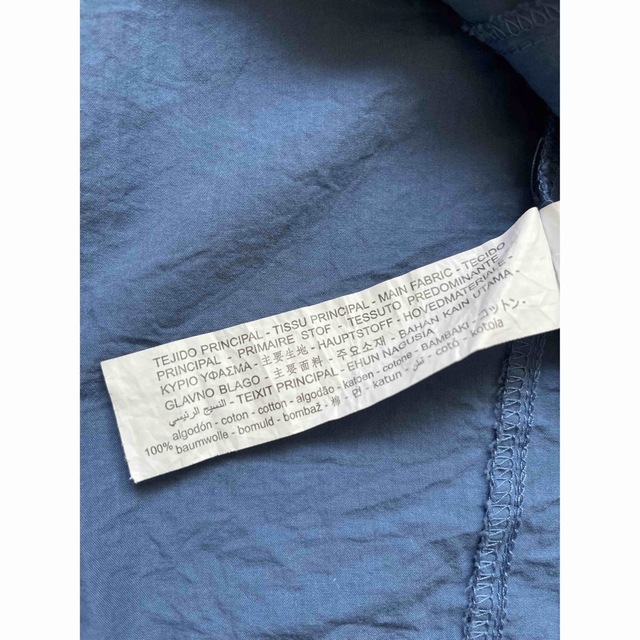 TEJIDO PRINCIPAL - TISSU PRINCIPAL - MAIN FABRIC - TECIDO
PRINCIPAL - PRIMAIRE STOF - TESSUTO PREDOMINANTE
ΚΥΡΙΟ ΥΦΑΣΜΑ - 主要生地 - HAUPTSTOFF - HOVEDMATERIALE -
GLAVNO BLAGO - 主要面料 - 주요소재 - BAHAN KAIN UTAMA -
النسيج الرئيسي - TEIXIT PRINCIPAL - EHUN NAGUSIA
100% algodón - coton - cotton - algodão - katoen - cotone - BAMBAKI - コットン -
baumwolle - bomuld - bombaž - 棉 - 면 - katun - - cotó - kotola